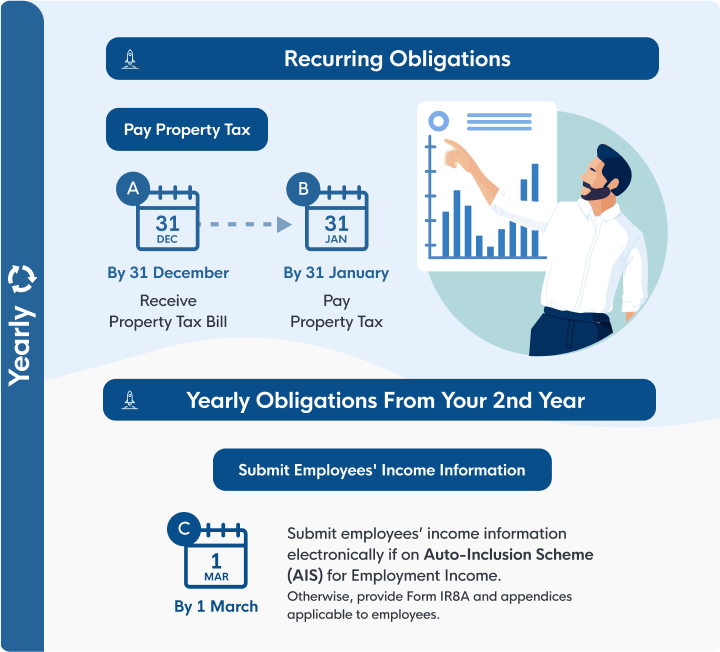 Yearly
Recurring Obligations
Pay Property Tax
A
31
DEC
By 31 December
Receive
Property Tax Bill
B
31
JAN
By 31 January
Pay
Property Tax
Yearly Obligations From Your 2nd Year
Submit Employees' Income Information
C
1
MAR
By 1 March
Submit employees’ income information
electronically if on Auto-Inclusion Scheme
(AIS) for Employment Income.
Otherwise, provide Form IR8A and appendices
applicable to employees.